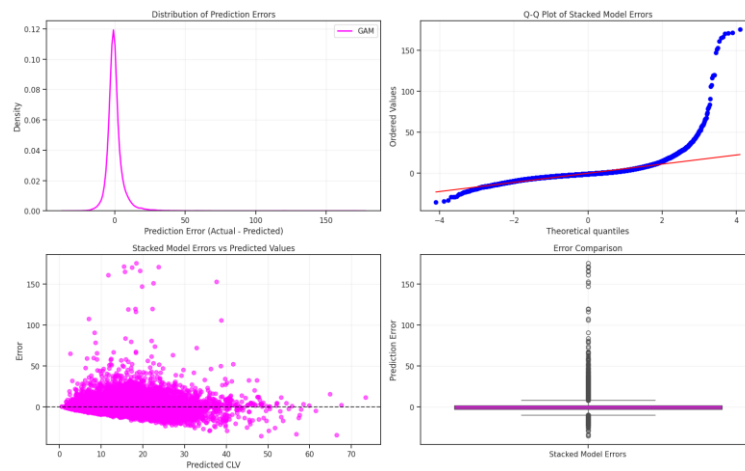 Distribution of Prediction Errors
GAM
0.12
0.10
0.08
0.06
0.04
0.02
0.00
Density
0
50
100
150
Prediction Error (Actual - Predicted)
Q-Q Plot of Stacked Model Errors
150
100
50
0
Ordered Values
−4
−2
0
2
4
Theoretical quantiles
Stacked Model Errors vs Predicted Values
150
100
50
0
Error
0
10
20
30
40
50
60
70
Predicted CLV
Error Comparison
150
100
50
0
Prediction Error
Stacked Model Errors